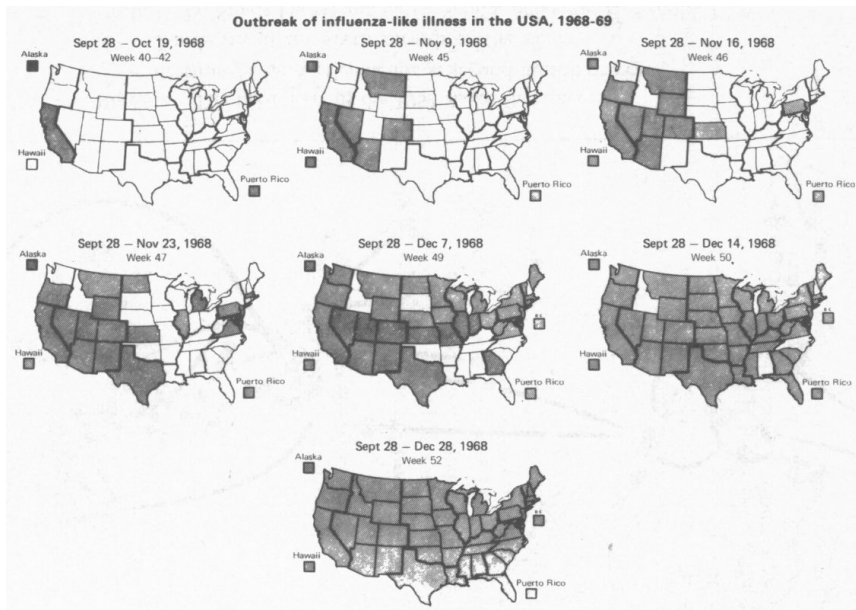 Outbreak of influenza-like illness in the USA, 1968-69
Sept 28 – Oct 19, 1968
Week 40–42
Alaska
Hawaii
Puerto Rico
Sept 28 – Nov 9, 1968
Week 45
Alaska
Hawaii
Puerto Rico
Sept 28 – Nov 16, 1968
Week 46
Alaska
Hawaii
Puerto Rico
Sept 28 – Nov 23, 1968
Week 47
Alaska
Hawaii
Puerto Rico
Sept 28 – Dec 7, 1968
Week 49
Alaska
Hawaii
Puerto Rico
Sept 28 – Dec 14, 1968
Week 50
Alaska
Hawaii
Puerto Rico
Sept 28 – Dec 28, 1968
Week 52
Alaska
Hawaii
Puerto Rico